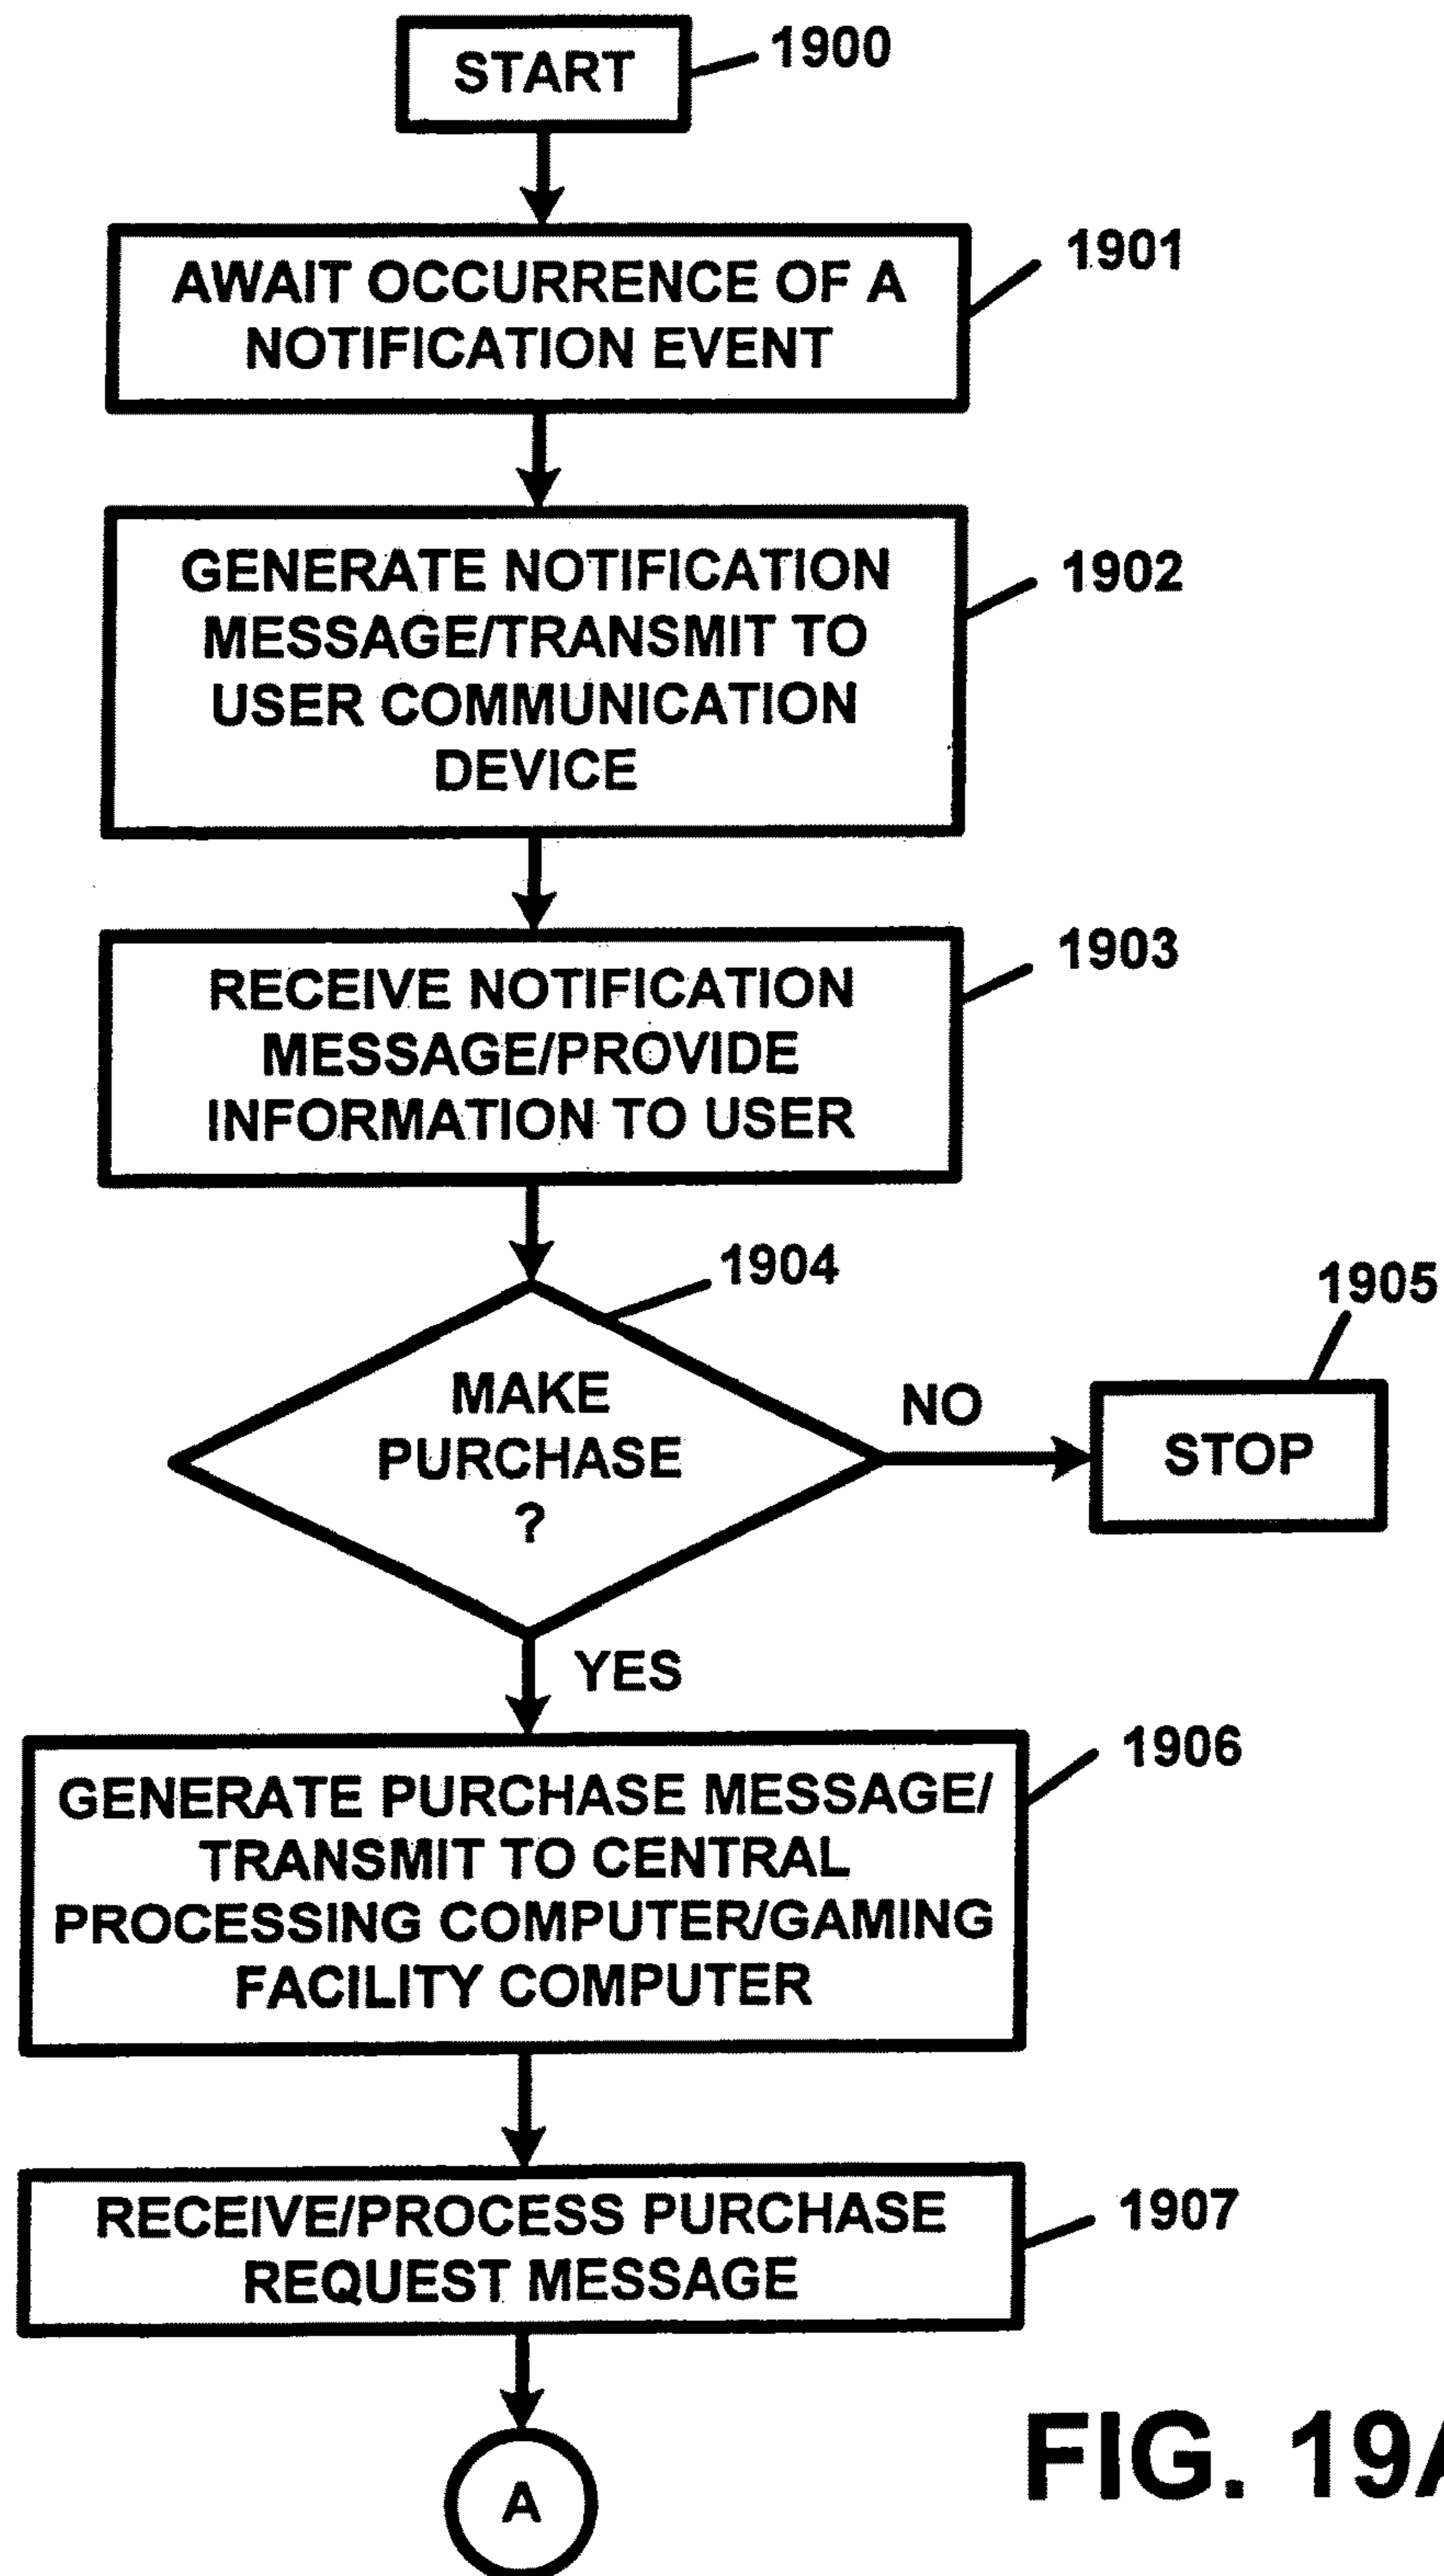 START
1900
AWAIT OCCURRENCE OF A
NOTIFICATION EVENT
1901
GENERATE NOTIFICATION
MESSAGE/TRANSMIT TO
USER COMMUNICATION
DEVICE
1902
RECEIVE NOTIFICATION
MESSAGE/PROVIDE
INFORMATION TO USER
1903
MAKE
PURCHASE
?
1904
NO
STOP
1905
YES
GENERATE PURCHASE MESSAGE/
TRANSMIT TO CENTRAL
PROCESSING COMPUTER/GAMING
FACILITY COMPUTER
1906
RECEIVE/PROCESS PURCHASE
REQUEST MESSAGE
1907
A
FIG. 19A